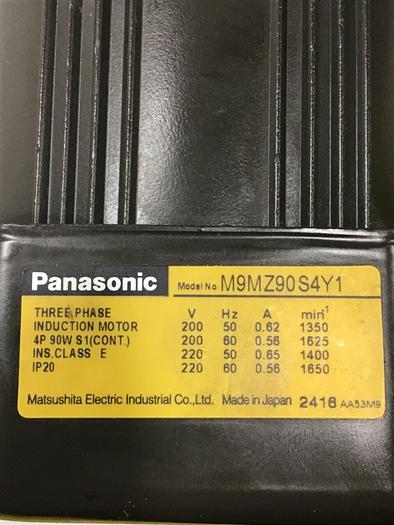 Panasonic Model No. M9MZ90S4Y1
THREE PHASE V Hz A min-1
INDUCTION MOTOR 200 50 0.62 1350
4P 90W S1(CONT.) 200 60 0.56 1625
INS.CLASS E 220 50 0.65 1400
IP20 220 60 0.56 1650
Matsushita Electric Industrial Co.,Ltd. Made in Japan 2416 AA53M9